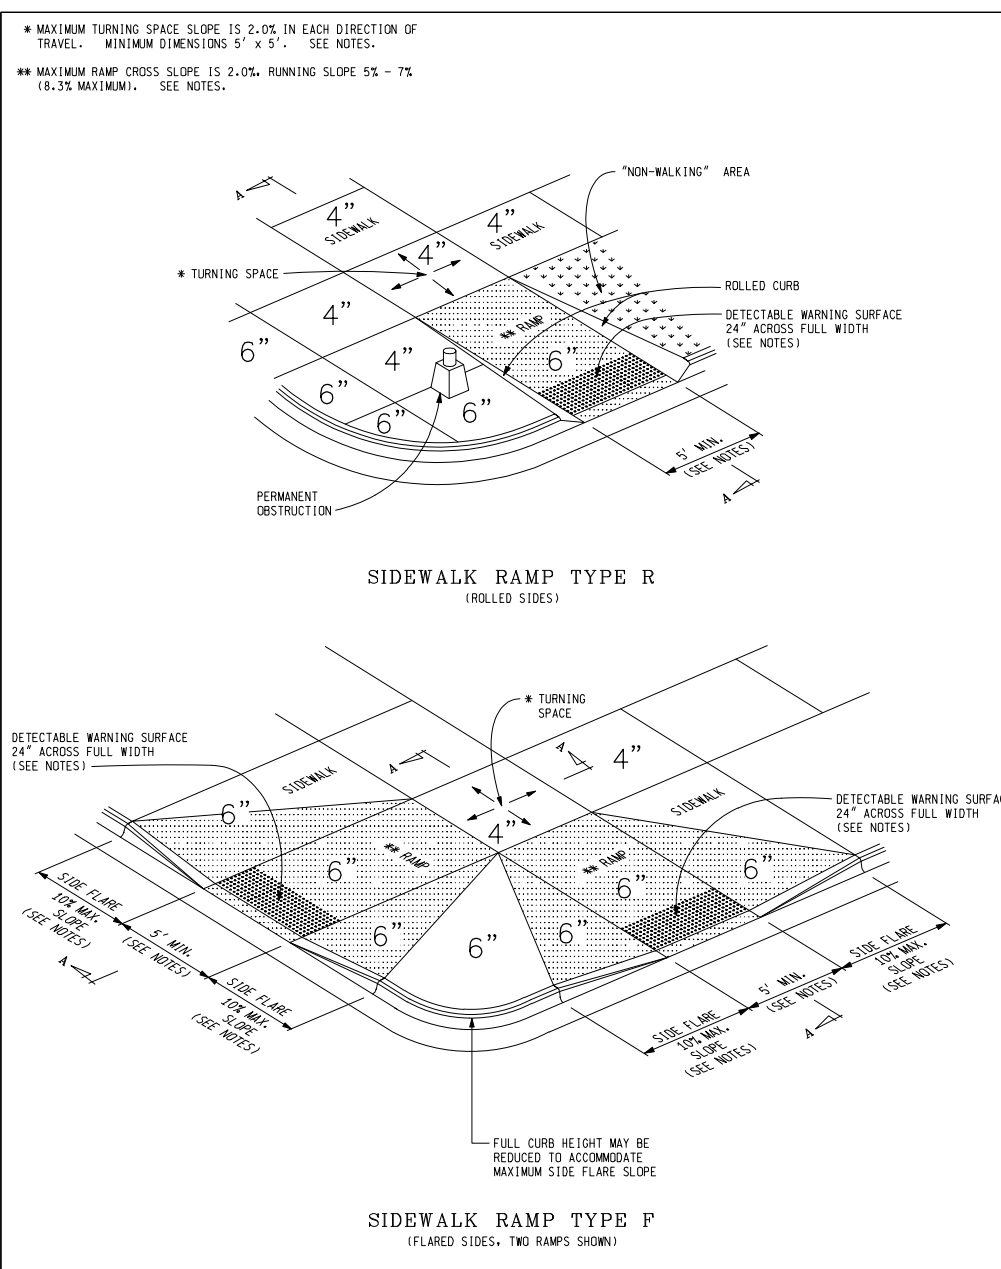 * MAXIMUM TURNING SPACE SLOPE IS 2.0% IN EACH DIRECTION OF
TRAVEL. MINIMUM DIMENSIONS 5' x 5'. SEE NOTES.
** MAXIMUM RAMP CROSS SLOPE IS 2.0%. RUNNING SLOPE 5% - 7%
(8.3% MAXIMUM). SEE NOTES.
"NON-WALKING" AREA
A
4"
SIDEWALK
4"
SIDEWALK
4"
* TURNING SPACE
ROLLED CURB
4"
DETECTABLE WARNING SURFACE
24" ACROSS FULL WIDTH
(SEE NOTES)
** RAMP
6"
4"
6"
6"
6"
6"
5' MIN.
(SEE NOTES)
A
PERMANENT
OBSTRUCTION
SIDEWALK RAMP TYPE R
(ROLLED SIDES)
* TURNING
SPACE
DETECTABLE WARNING SURFACE
24" ACROSS FULL WIDTH
(SEE NOTES)
A
A
4"
SIDEWALK
SIDEWALK
6"
4"
DETECTABLE WARNING SURFAC
24" ACROSS FULL WIDTH
(SEE NOTES)
** RAMP
** RAMP
6"
6"
6"
6"
6"
6"
SIDE FLARE
10% MAX.
SLOPE
(SEE NOTES)
5' MIN.
(SEE NOTES)
A
SIDE FLARE
10% MAX.
SLOPE
(SEE NOTES)
SIDE FLARE
10% MAX.
SLOPE
(SEE NOTES)
5' MIN.
(SEE NOTES)
A
SIDE FLARE
10% MAX.
SLOPE
(SEE NOTES)
FULL CURB HEIGHT MAY BE
REDUCED TO ACCOMMODATE
MAXIMUM SIDE FLARE SLOPE
SIDEWALK RAMP TYPE F
(FLARED SIDES, TWO RAMPS SHOWN)